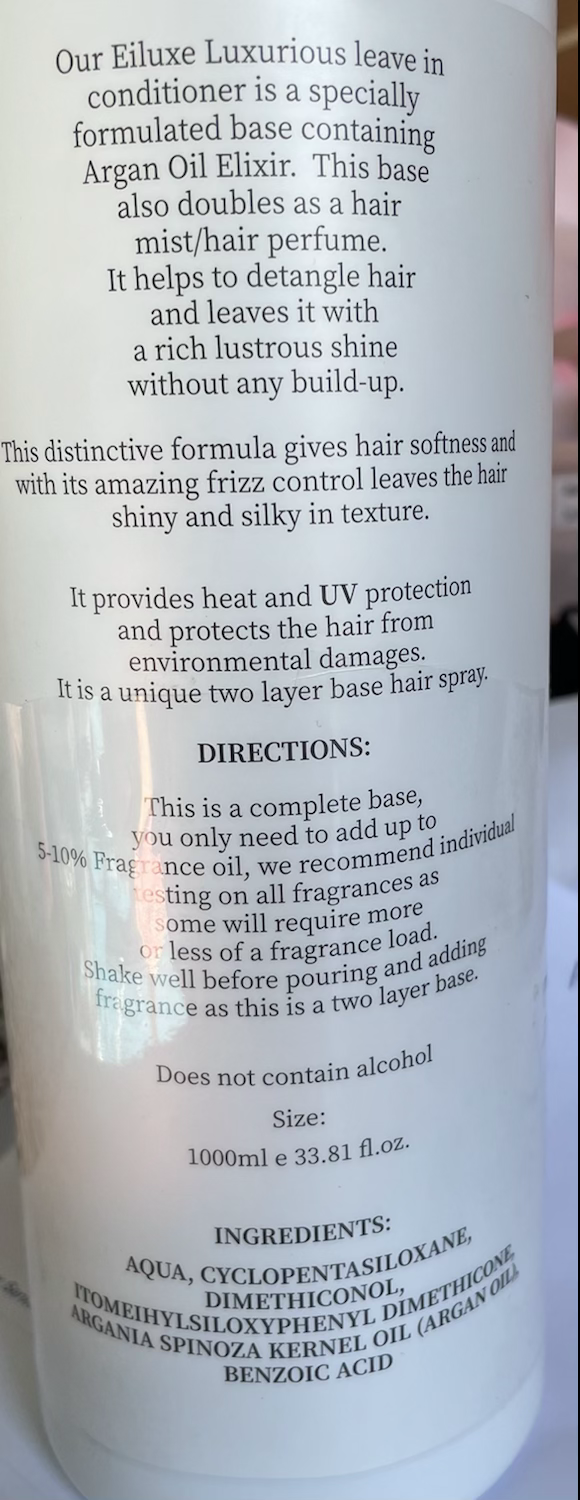 Our Eiluxe Luxurious leave in
conditioner is a specially
formulated base containing
Argan Oil Elixir. This base
also doubles as a hair
mist/hair perfume.
It helps to detangle hair
and leaves it with
a rich lustrous shine
without any build-up.
This distinctive formula gives hair softness and
with its amazing frizz control leaves the hair
shiny and silky in texture.
It provides heat and UV protection
and protects the hair from
environmental damages.
It is a unique two layer base hair spray.
DIRECTIONS:
This is a complete base,
you only need to add up to
5-10% Fragrance oil, we recommend individual
testing on all fragrances as
some will require more
or less of a fragrance load.
Shake well before pouring and adding
fragrance as this is a two layer base.
Does not contain alcohol
Size:
1000ml e 33.81 fl.oz.
INGREDIENTS:
AQUA, CYCLOPENTASILOXANE,
DIMETHICONOL,
ITOMEIHYLSILOXYPHENYL DIMETHICONE,
ARGANIA SPINOZA KERNEL OIL (ARGAN OIL),
BENZOIC ACID